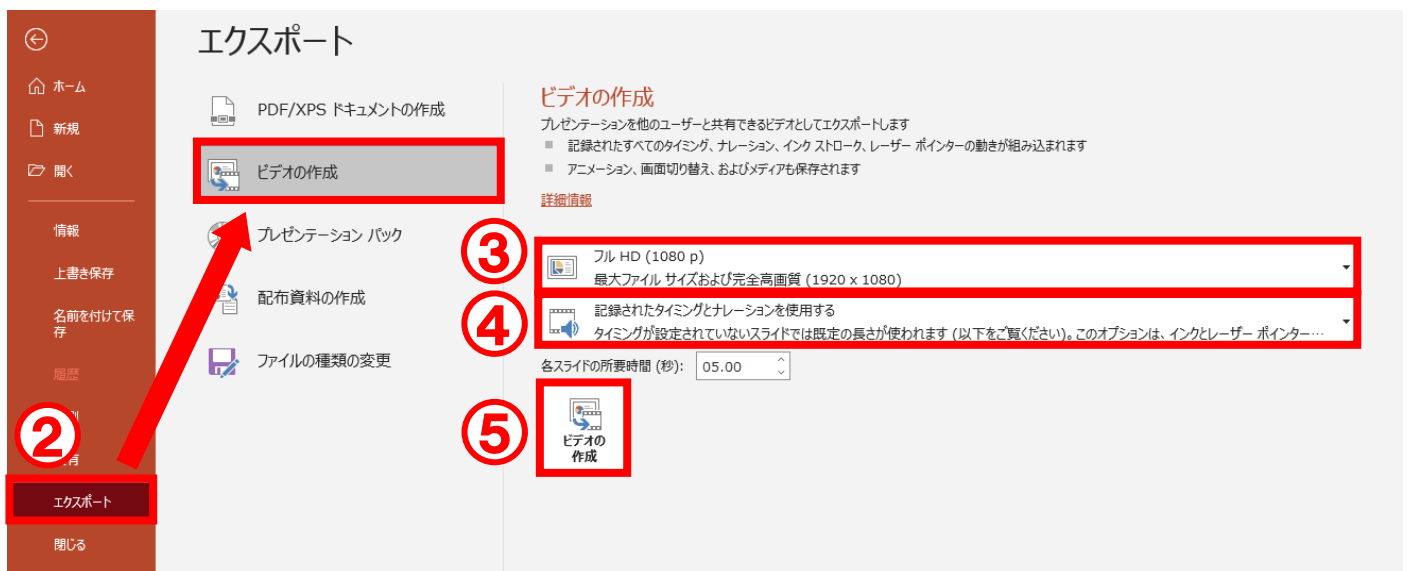 エクスポート
ホーム
新規
開く
情報
上書き保存
名前を付けて保
存
履歴
②
エクスポート
閉じる
PDF/XPS ドキュメントの作成
ビデオの作成
プレゼンテーション パック
配布資料の作成
ファイルの種類の変更
ビデオの作成
プレゼンテーションを他のユーザーと共有できるビデオとしてエクスポートします
記録されたすべてのタイミング、ナレーション、インク ストローク、レーザー ポインターの動きが組み込まれます
アニメーション、画面切り替え、およびメディアも保存されます
詳細情報
③
フル HD (1080 p)
最大ファイル サイズおよび完全高画質 (1920 x 1080)
④
記録されたタイミングとナレーションを使用する
タイミングが設定されていないスライドでは既定の長さが使われます (以下をご覧ください)。このオプションは、インクとレーザー ポインター…
各スライドの所要時間 (秒): 05.00
⑤
ビデオの
作成